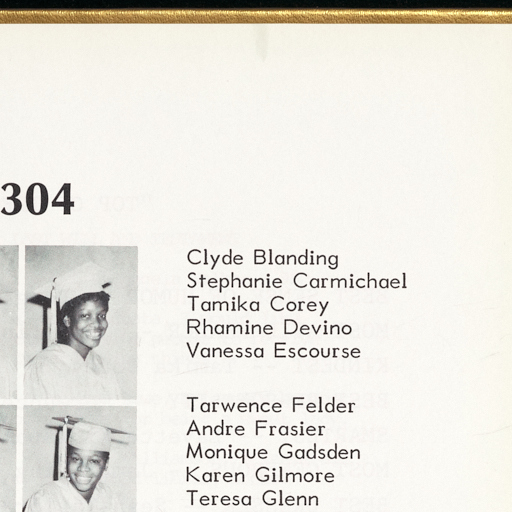 304
Clyde Blanding
Stephanie Carmichael
Tamika Corey
Rhamine Devino
Vanessa Escourse
Tarwence Felder
Andre Frasier
Monique Gadsden
Karen Gilmore
Teresa Glenn